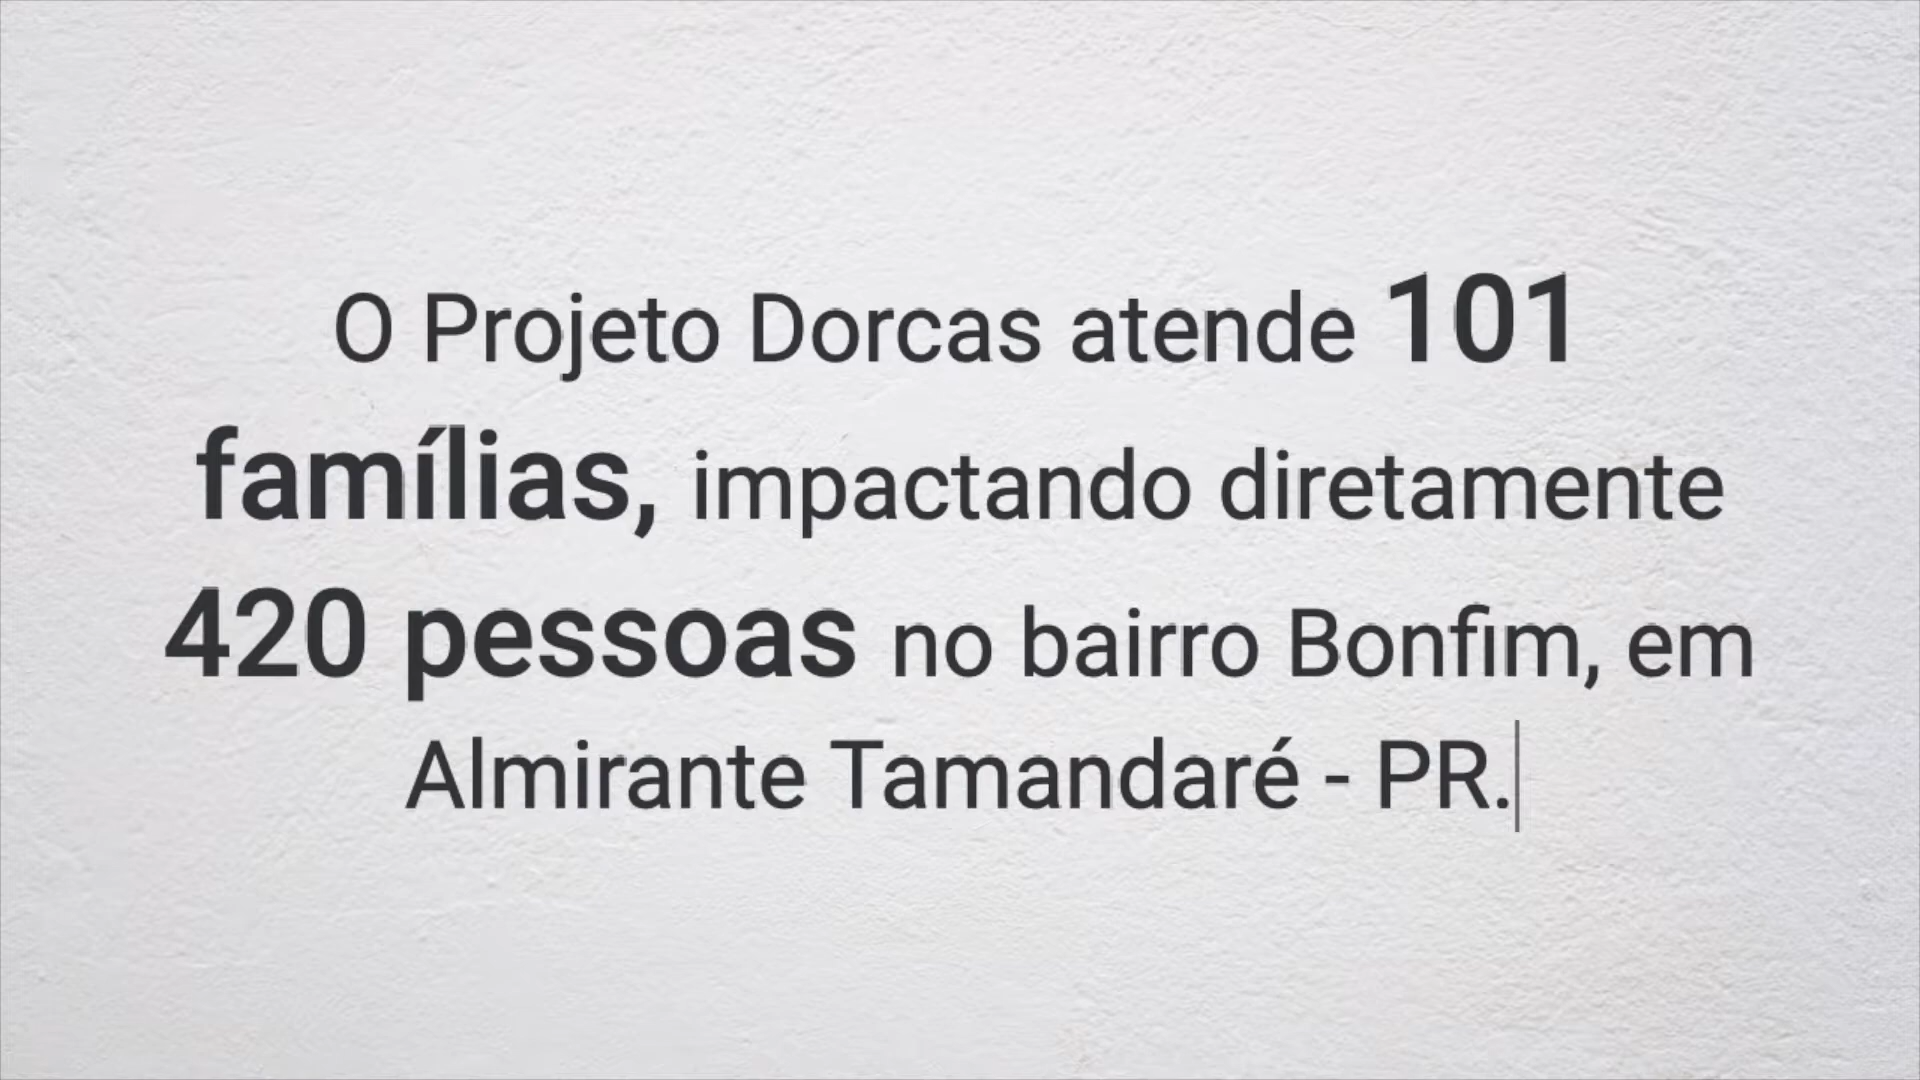 O Projeto Dorcas atende 101
famílias, impactando diretamente
420 pessoas no bairro Bonfim, em
Almirante Tamandaré - PR.